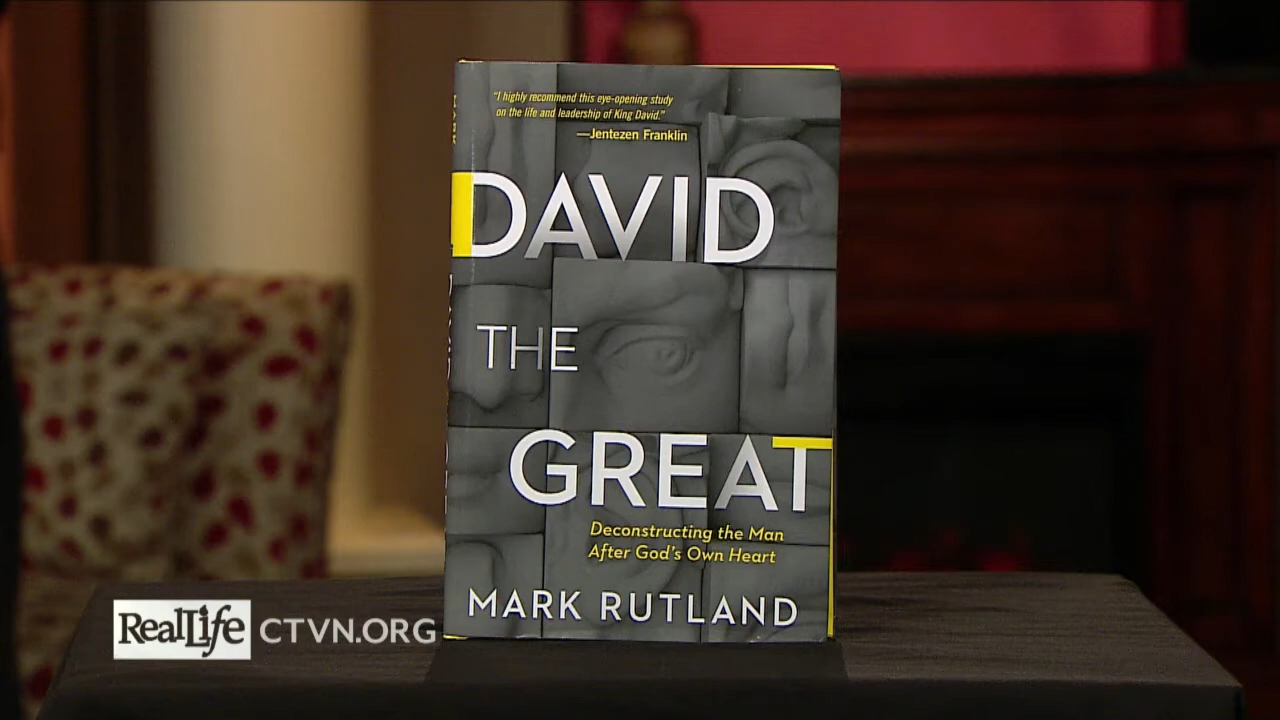 "I highly recommend this eye-opening study
on the life and leadership of King David."
—Jentezen Franklin
DAVID
THE
GREAT
Deconstructing the Man
After God's Own Heart
MARK RUTLAND
RealLife CTVN.ORG